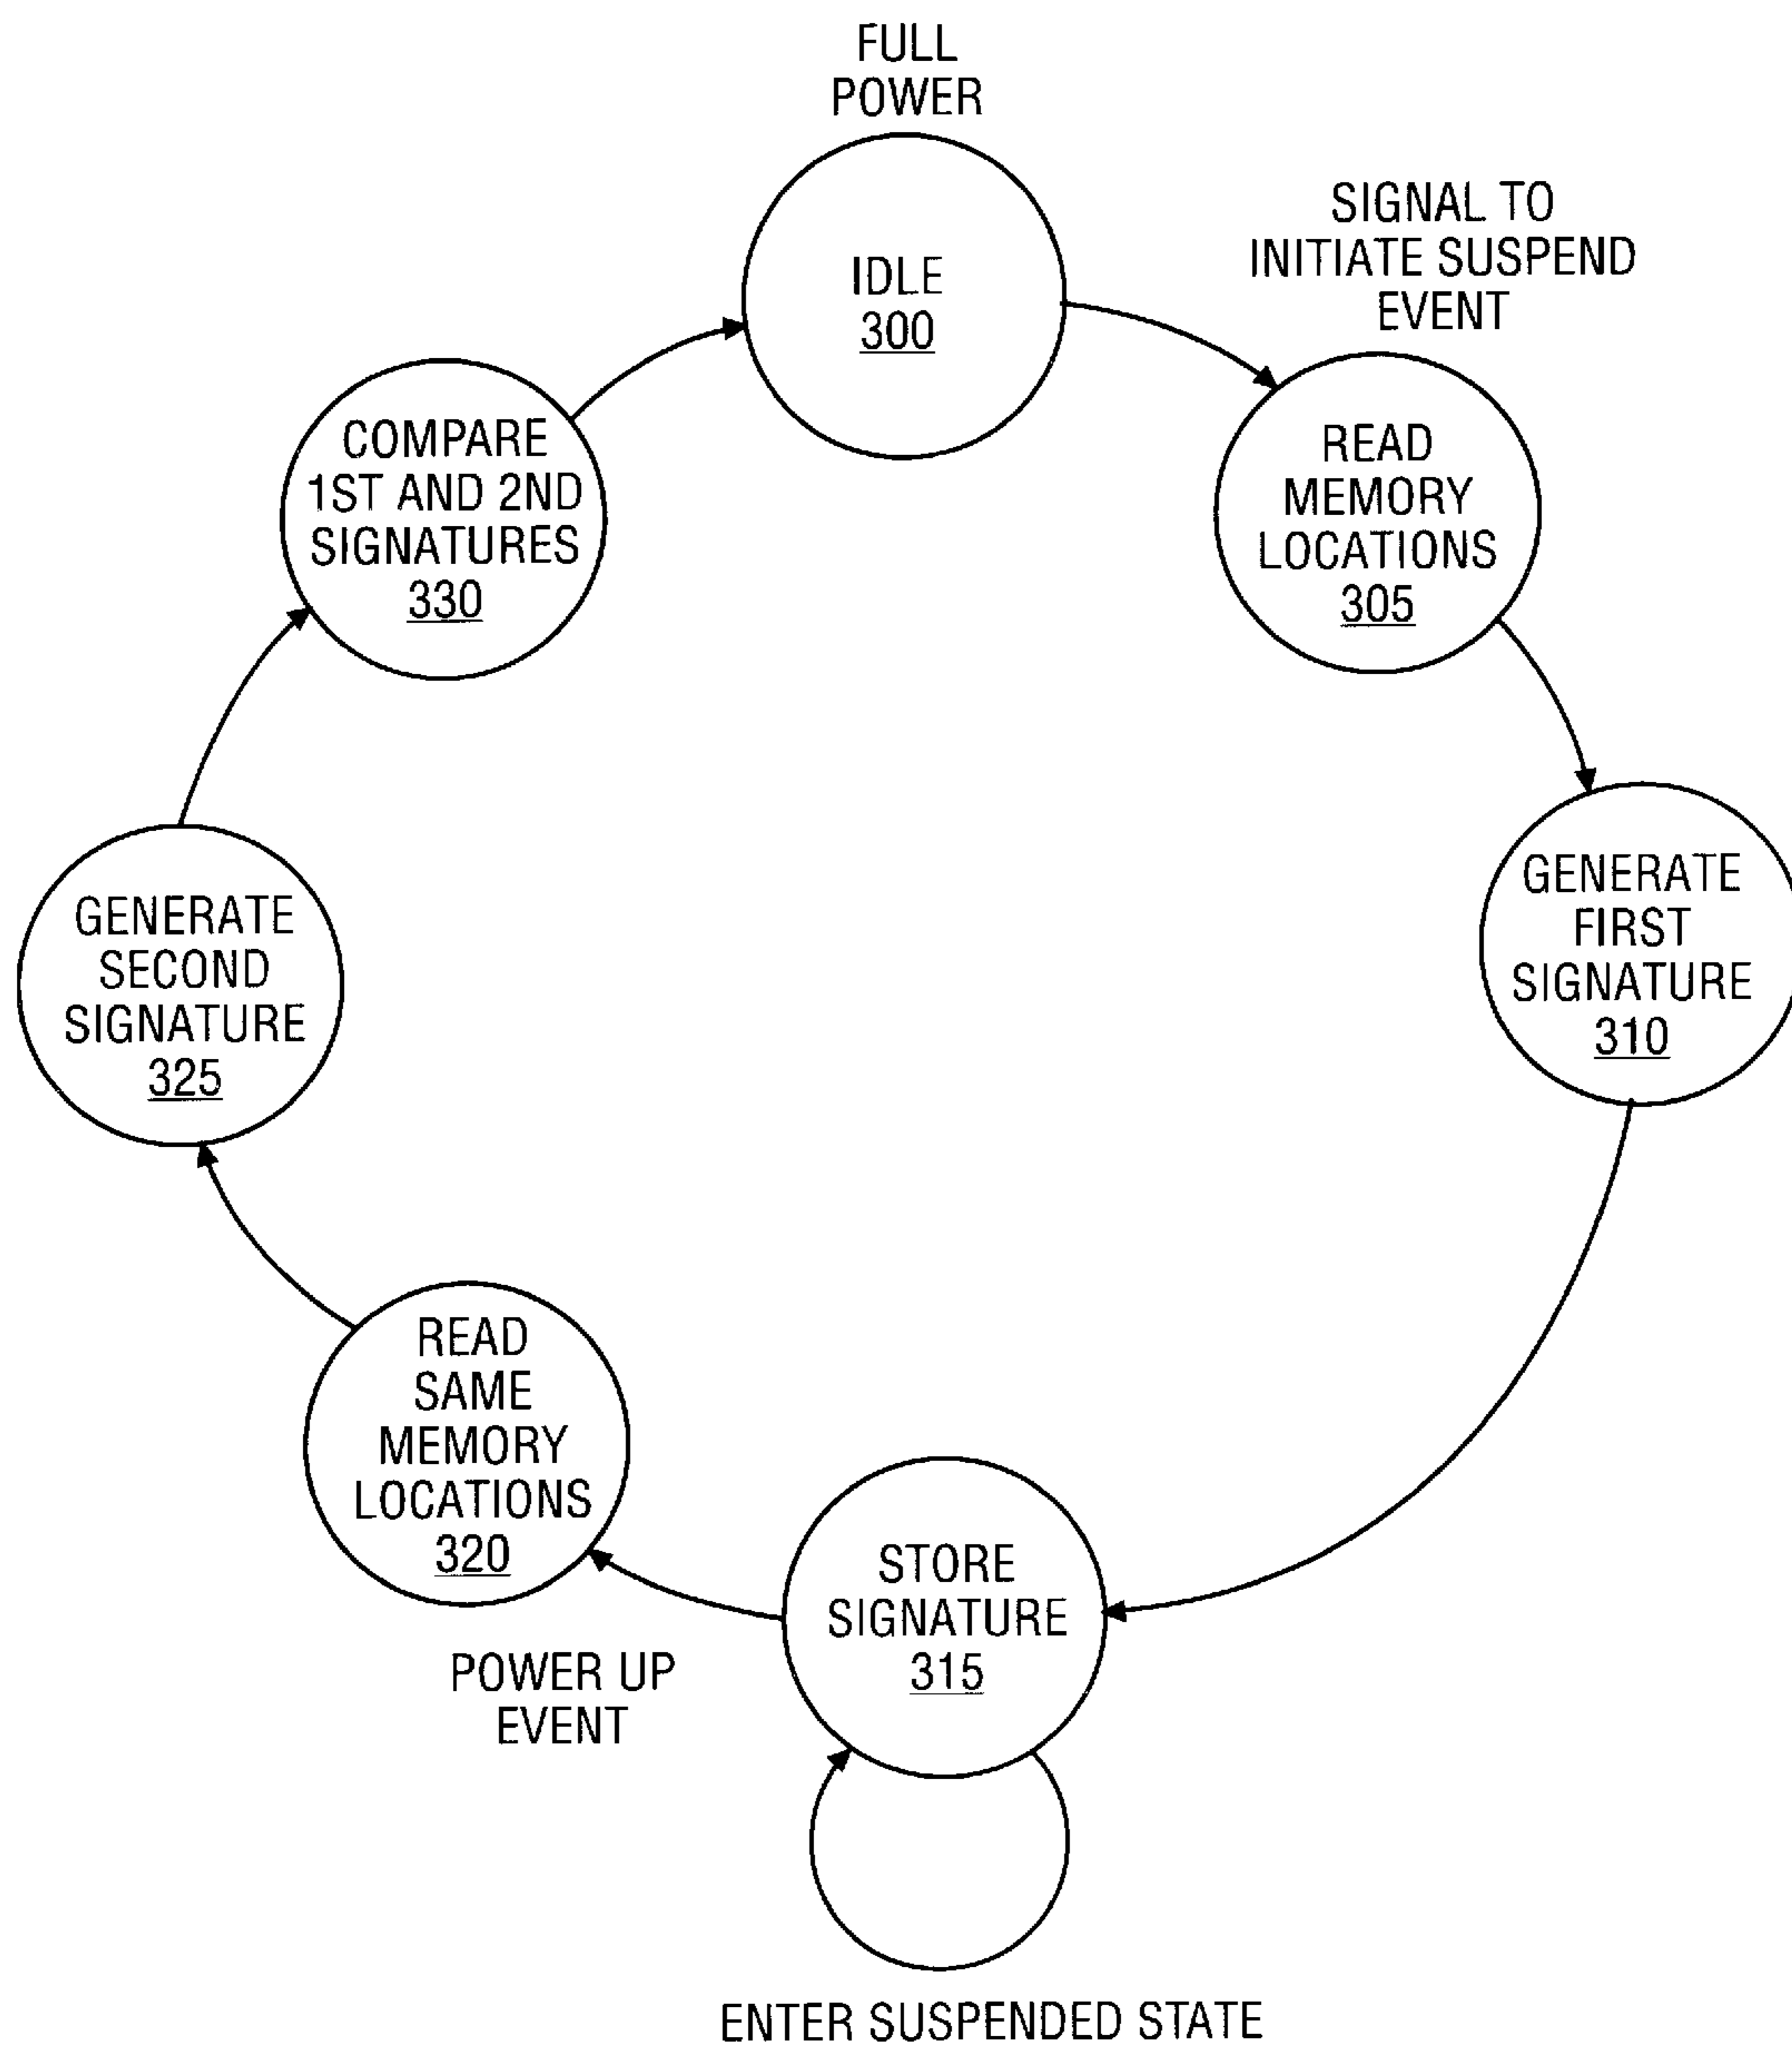 FULL
POWER
IDLE
300
SIGNAL TO
INITIATE SUSPEND
EVENT
READ
MEMORY
LOCATIONS
305
GENERATE
FIRST
SIGNATURE
310
STORE
SIGNATURE
315
ENTER SUSPENDED STATE
POWER UP
EVENT
READ
SAME
MEMORY
LOCATIONS
320
GENERATE
SECOND
SIGNATURE
325
COMPARE
1ST AND 2ND
SIGNATURES
330